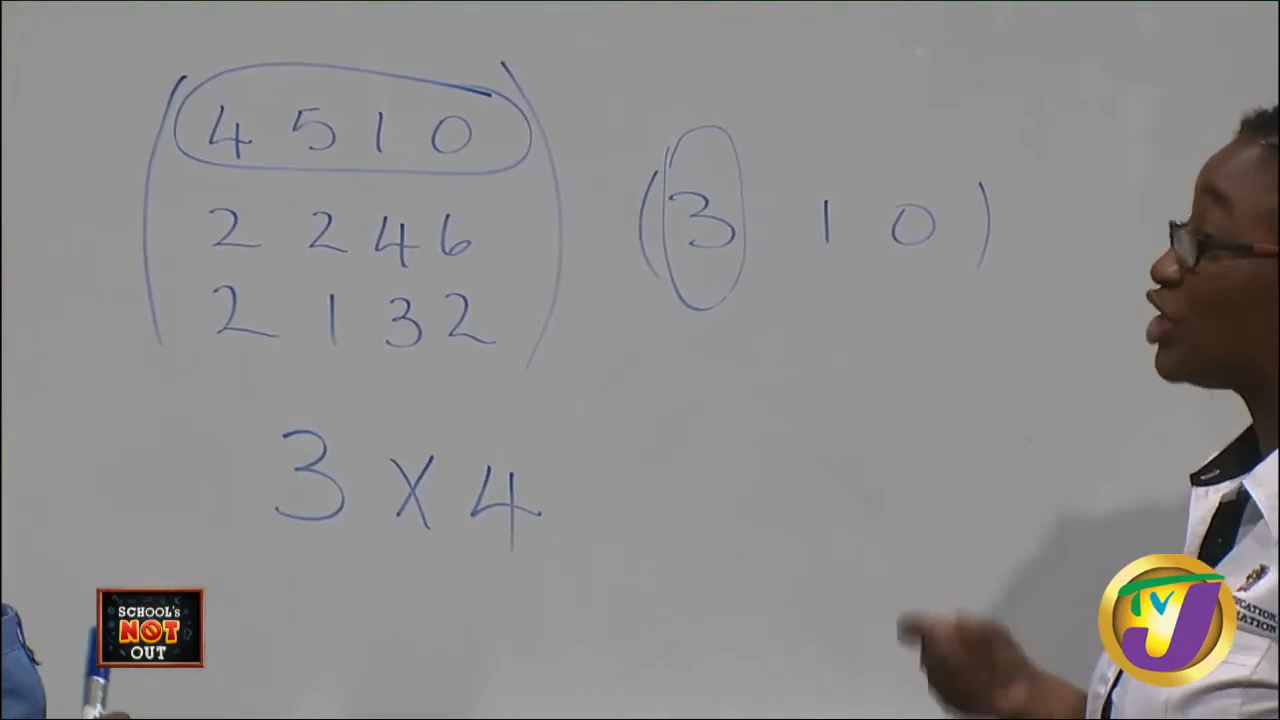 4 5 1 0
2 2 4 6
2 1 3 2
(3 1 0)
3 x 4
SCHOOL'S
NOT
OUT
TVJ